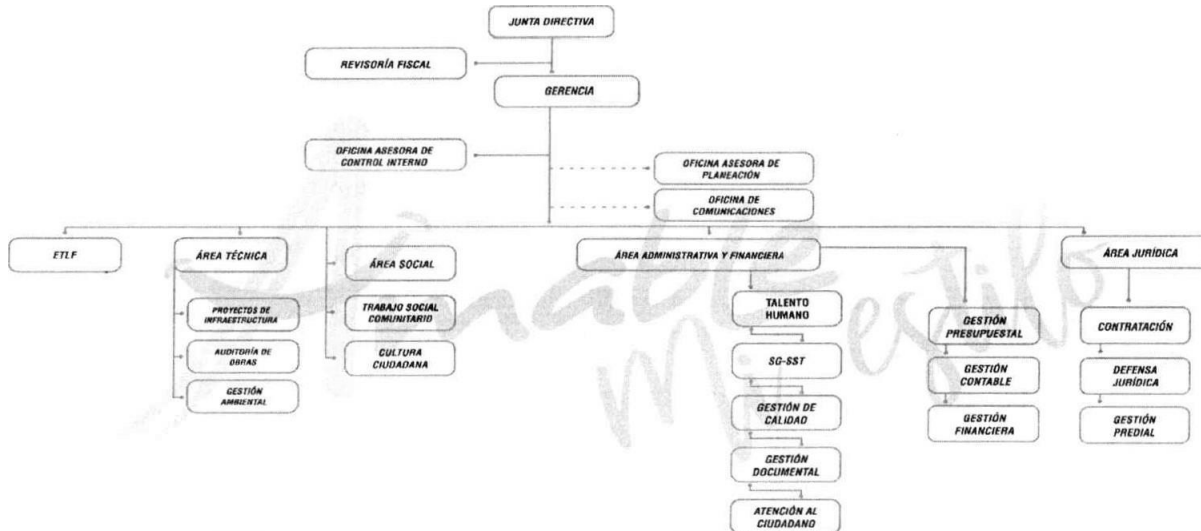 JUNTA DIRECTIVA
REVISORÍA FISCAL
GERENCIA
OFICINA ASESORA DE
CONTROL INTERNO
OFICINA ASESORA DE
PLANEACIÓN
OFICINA DE
COMUNICACIONES
ETLF
ÁREA TÉCNICA
PROYECTOS DE
INFRAESTRUCTURA
AUDITORÍA DE
OBRAS
GESTIÓN
AMBIENTAL
ÁREA SOCIAL
TRABAJO SOCIAL
COMUNITARIO
CULTURA
CIUDADANA
ÁREA ADMINISTRATIVA Y FINANCIERA
TALENTO
HUMANO
SG-SST
GESTIÓN DE
CALIDAD
GESTIÓN
DOCUMENTAL
ATENCIÓN AL
CIUDADANO
GESTIÓN
PRESUPUESTAL
GESTIÓN
CONTABLE
GESTIÓN
FINANCIERA
ÁREA JURÍDICA
CONTRATACIÓN
DEFENSA
JURÍDICA
GESTIÓN
PREDIAL
Amable
Mi estilo